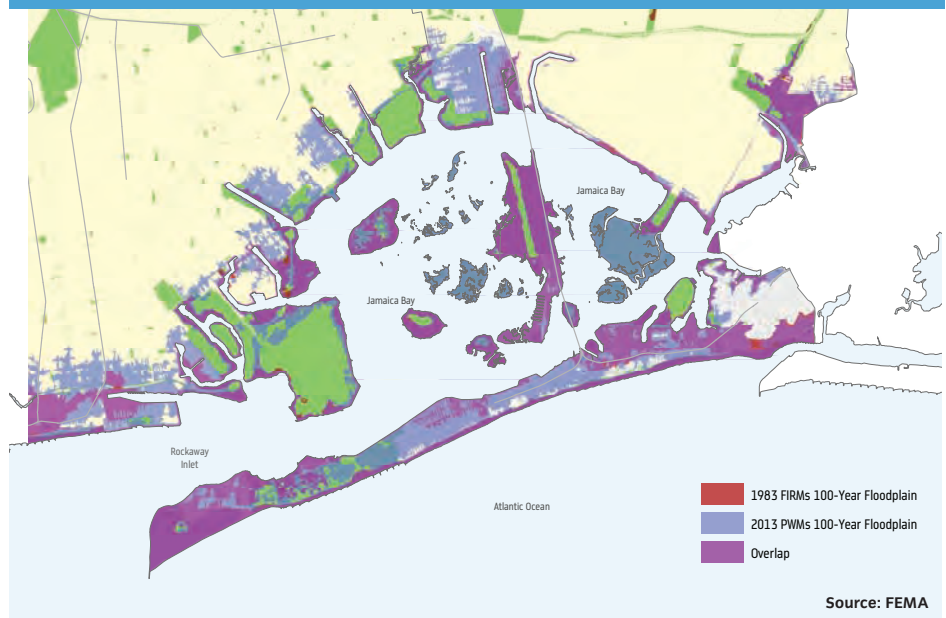 Jamaica Bay
Jamaica Bay
Rockaway
Inlet
Atlantic Ocean
1983 FIRMs 100-Year Floodplain
2013 PWMs 100-Year Floodplain
Overlap
Source: FEMA